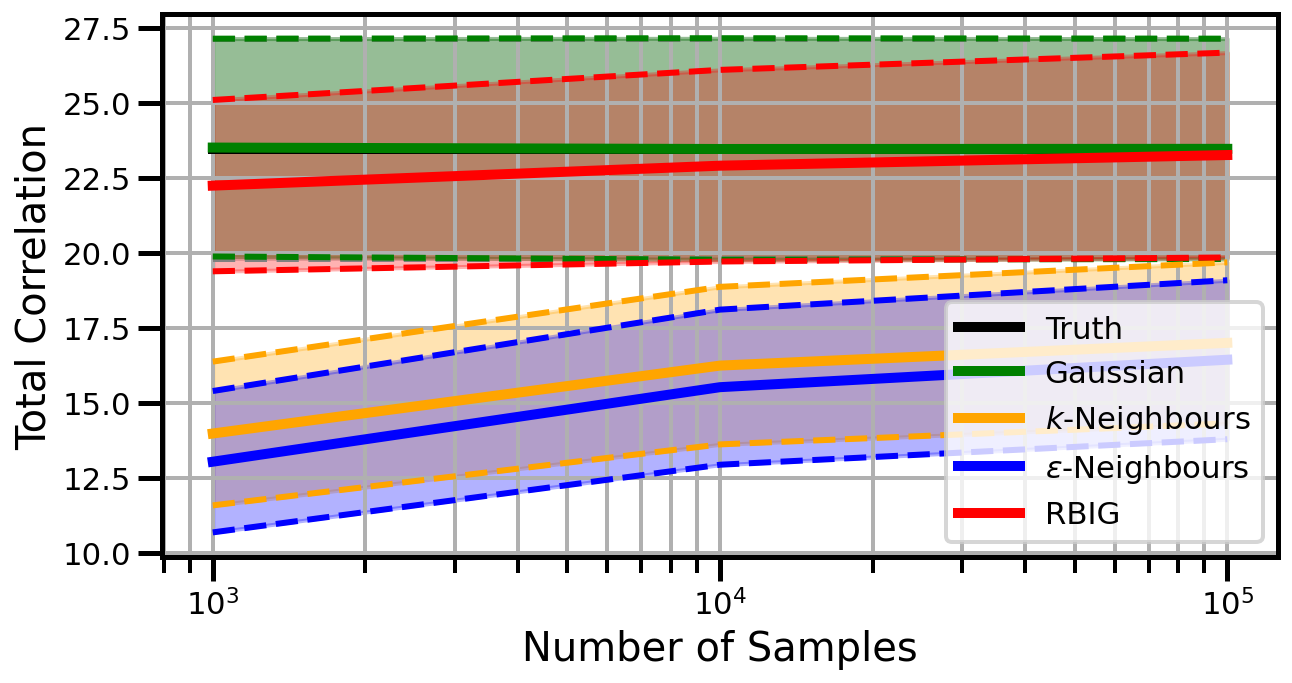 27.5
25.0
22.5
20.0
17.5
15.0
12.5
10.0
Total Correlation
10³
10⁴
10⁵
Number of Samples
Truth
Gaussian
k-Neighbours
ε-Neighbours
RBIG